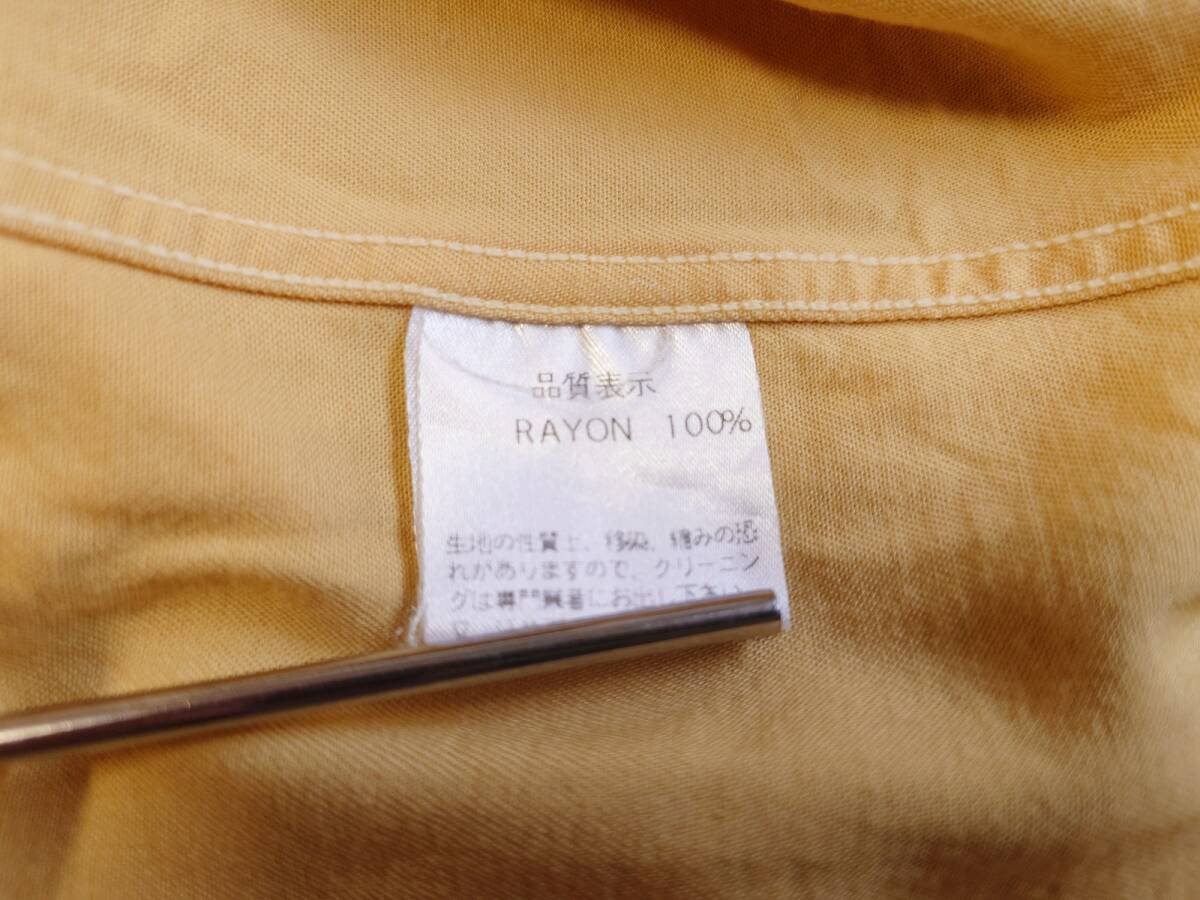 品質表示
RAYON 100%
生地の性質上、移染、縮みの恐
れがありますので、クリーニン
グは専門業者にお出し下さい